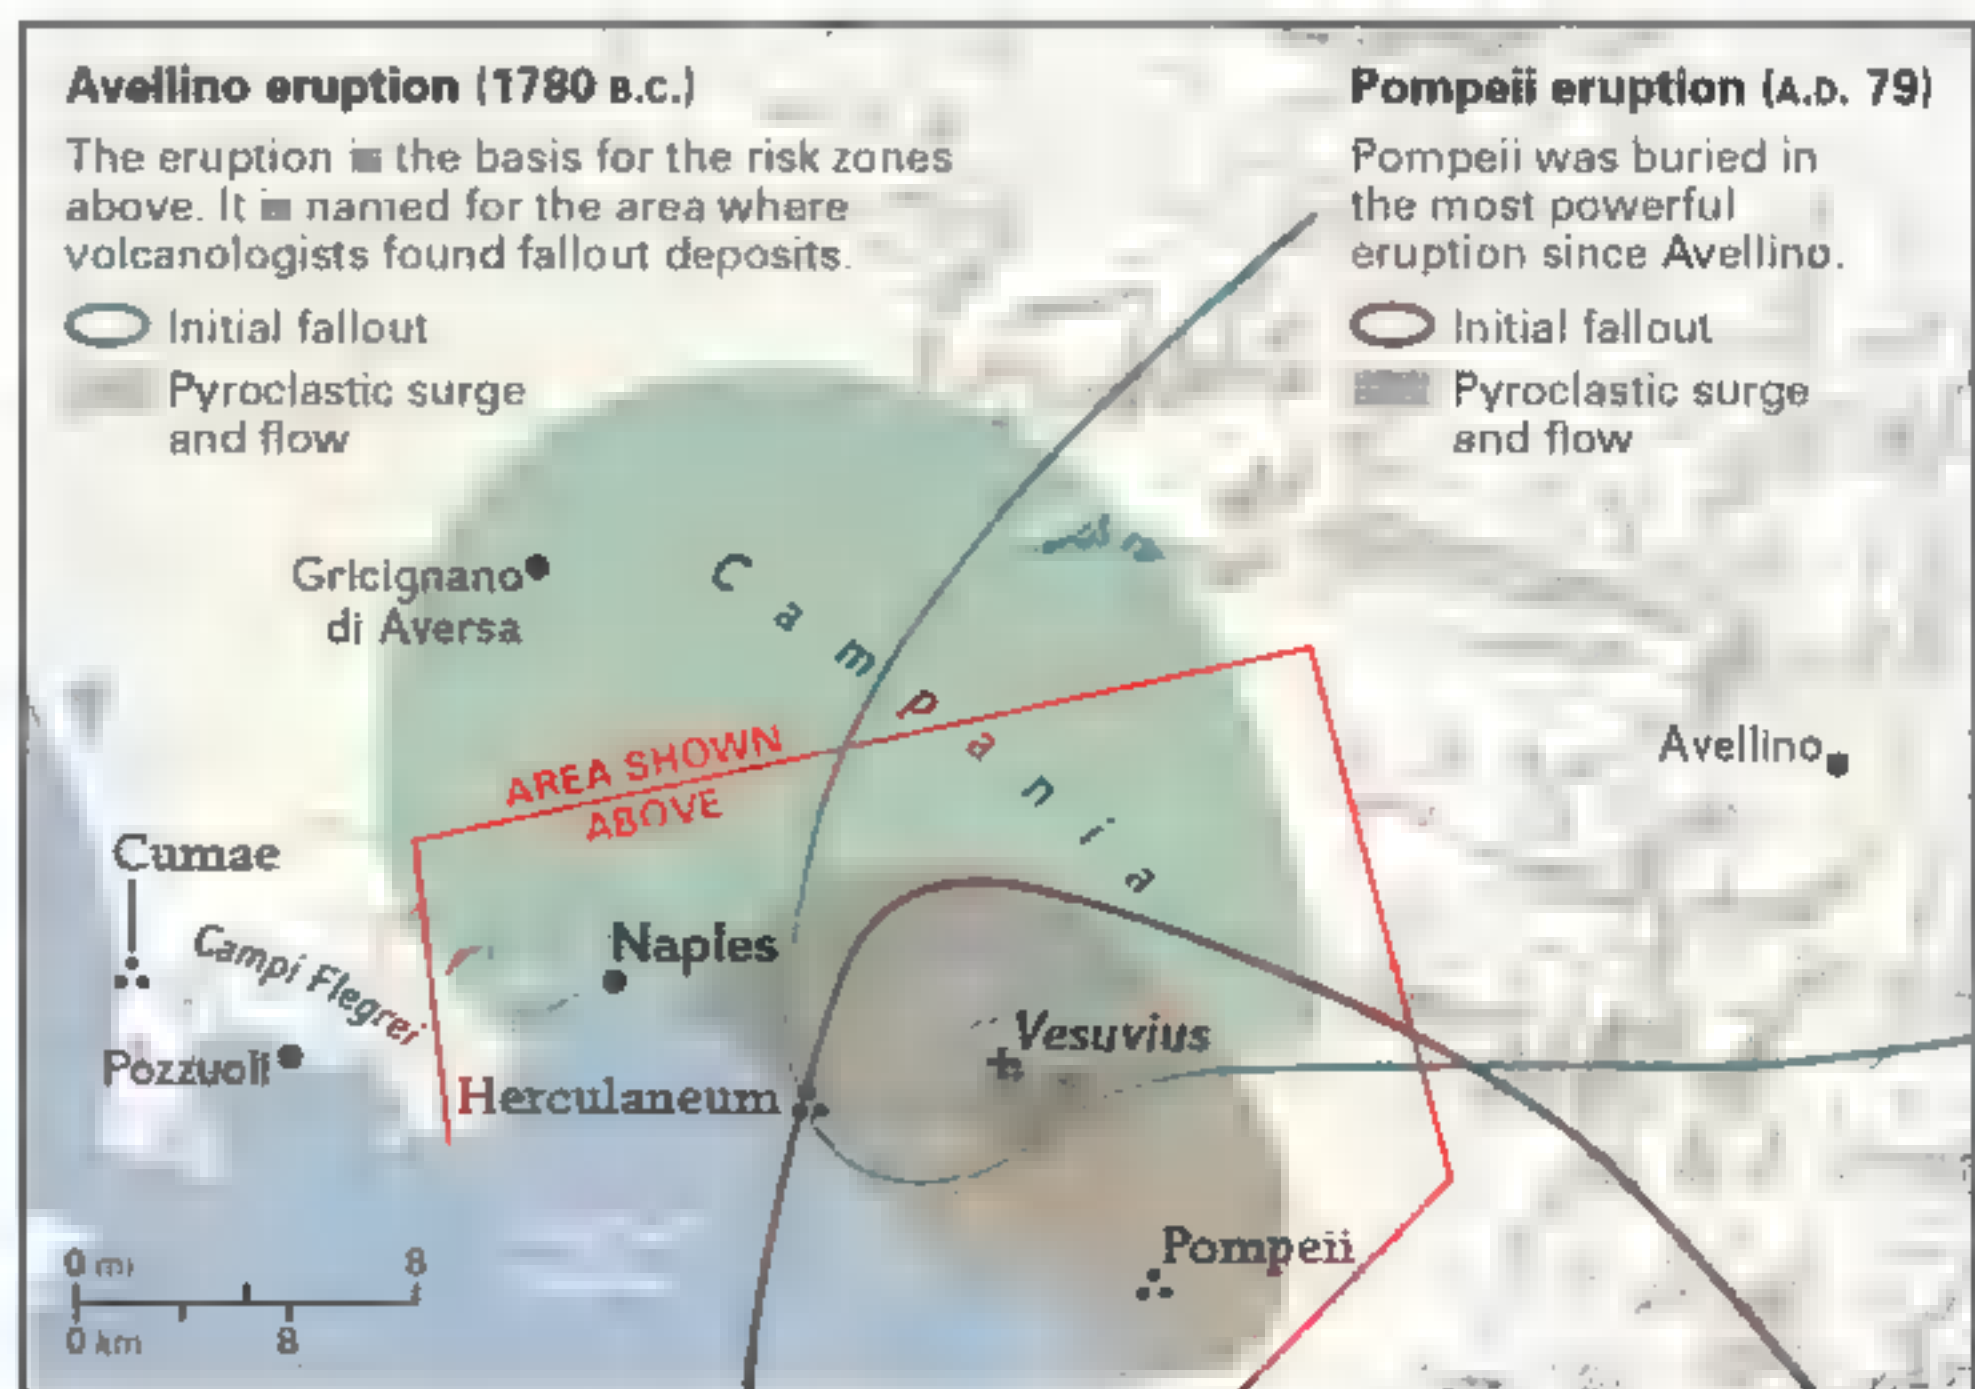 Avellino eruption (1780 B.C.)
The eruption is the basis for the risk zones
above. It is named for the area where
volcanologists found fallout deposits.
Initial fallout
Pyroclastic surge
and flow
Pompeii eruption (A.D. 79)
Pompeii was buried in
the most powerful
eruption since Avellino.
Initial fallout
Pyroclastic surge
and flow
Gricignano
di Aversa
Campania
AREA SHOWN
ABOVE
Avellino
Cumae
Campi Flegrei
Naples
Pozzuoli
Vesuvius
Herculaneum
Pompeii
0 mi 8
0 km 8